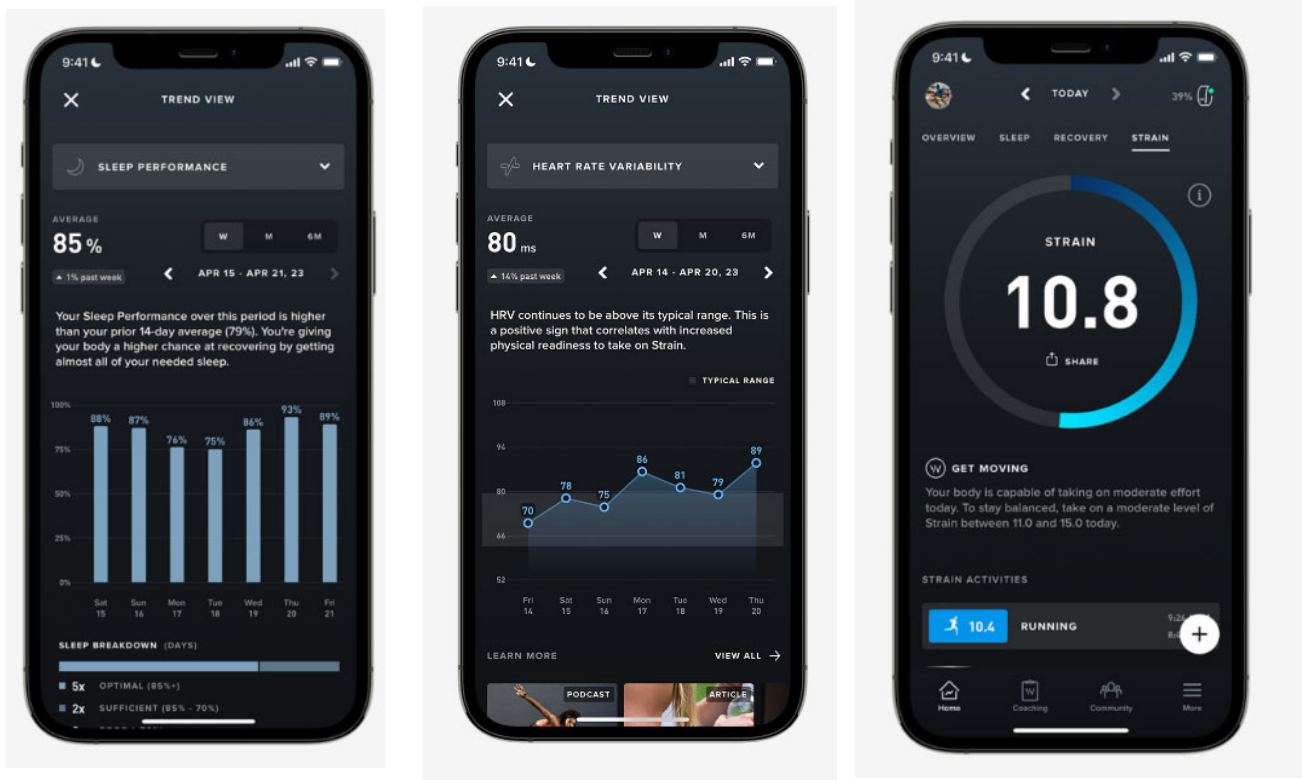 9:41
TREND VIEW
SLEEP PERFORMANCE
AVERAGE
85 %
W M 6M
1% past week
APR 15 - APR 21, 23
Your Sleep Performance over this period is higher
than your prior 14-day average (79%). You're giving
your body a higher chance at recovering by getting
almost all of your needed sleep.
100%
88% 87% 76% 75% 86% 93% 89%
75%
50%
25%
0%
Sat Sun Mon Tue Wed Thu Fri
15 16 17 18 19 20 21
SLEEP BREAKDOWN (DAYS)
5x OPTIMAL (85%+)
2x SUFFICIENT (85% - 70%)
9:41
TREND VIEW
HEART RATE VARIABILITY
AVERAGE
80 ms
W M 6M
14% past week
APR 14 - APR 20, 23
HRV continues to be above its typical range. This is
a positive sign that correlates with increased
physical readiness to take on Strain.
TYPICAL RANGE
108
94
80
66
52
70 78 75 86 81 79 89
Fri Sat Sun Mon Tue Wed Thu
14 15 16 17 18 19 20
LEARN MORE VIEW ALL
PODCAST ARTICLE
9:41
TODAY
39%
OVERVIEW SLEEP RECOVERY STRAIN
STRAIN
10.8
SHARE
W GET MOVING
Your body is capable of taking on moderate effort
today. To stay balanced, take on a moderate level of
Strain between 11.0 and 15.0 today.
STRAIN ACTIVITIES
10.4 RUNNING
Home Coaching Community More